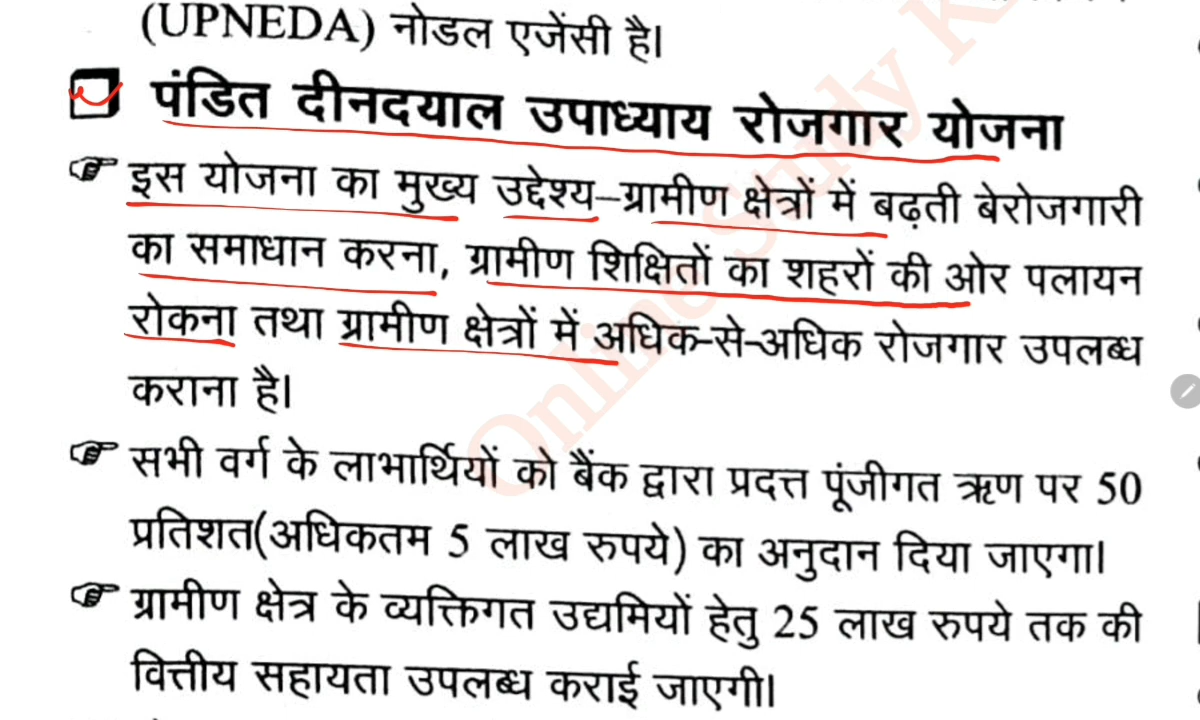 (UPNEDA) नोडल एजेंसी है।
पंडित दीनदयाल उपाध्याय रोजगार योजना
इस योजना का मुख्य उद्देश्य–ग्रामीण क्षेत्रों में बढ़ती बेरोजगारी
का समाधान करना, ग्रामीण शिक्षितों का शहरों की ओर पलायन
रोकना तथा ग्रामीण क्षेत्रों में अधिक-से-अधिक रोजगार उपलब्ध
कराना है।
सभी वर्ग के लाभार्थियों को बैंक द्वारा प्रदत्त पूंजीगत ऋण पर 50
प्रतिशत(अधिकतम 5 लाख रुपये) का अनुदान दिया जाएगा।
ग्रामीण क्षेत्र के व्यक्तिगत उद्यमियों हेतु 25 लाख रुपये तक की
वित्तीय सहायता उपलब्ध कराई जाएगी।
Online Study